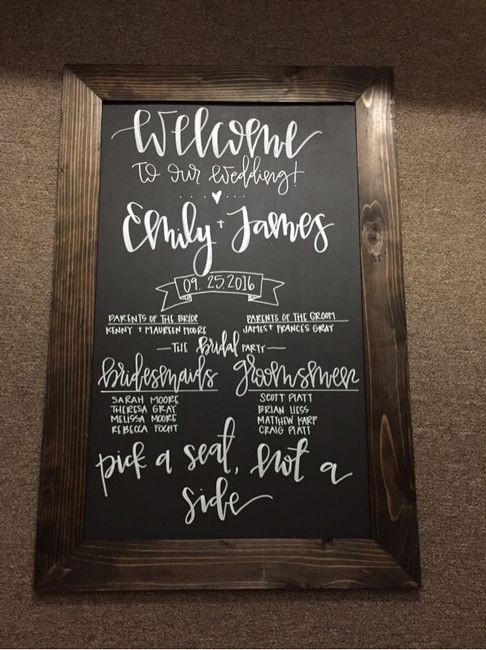 Welcome
to our wedding!
Emily + James
09. 25. 2016
PARENTS OF THE BRIDE
KENNY + MAUREEN MOORE
PARENTS OF THE GROOM
JAMES + FRANCES GRAY
— THE bridal PARTY —
bridesmaids
SARAH MOORE
THERESA GRAY
MELISSA MOORE
REBECCA FOCHT
groomsmen
SCOTT PLATT
BRIAN LIESS
MATTHEW KARP
CRAIG PLATT
pick a seat, not a
side